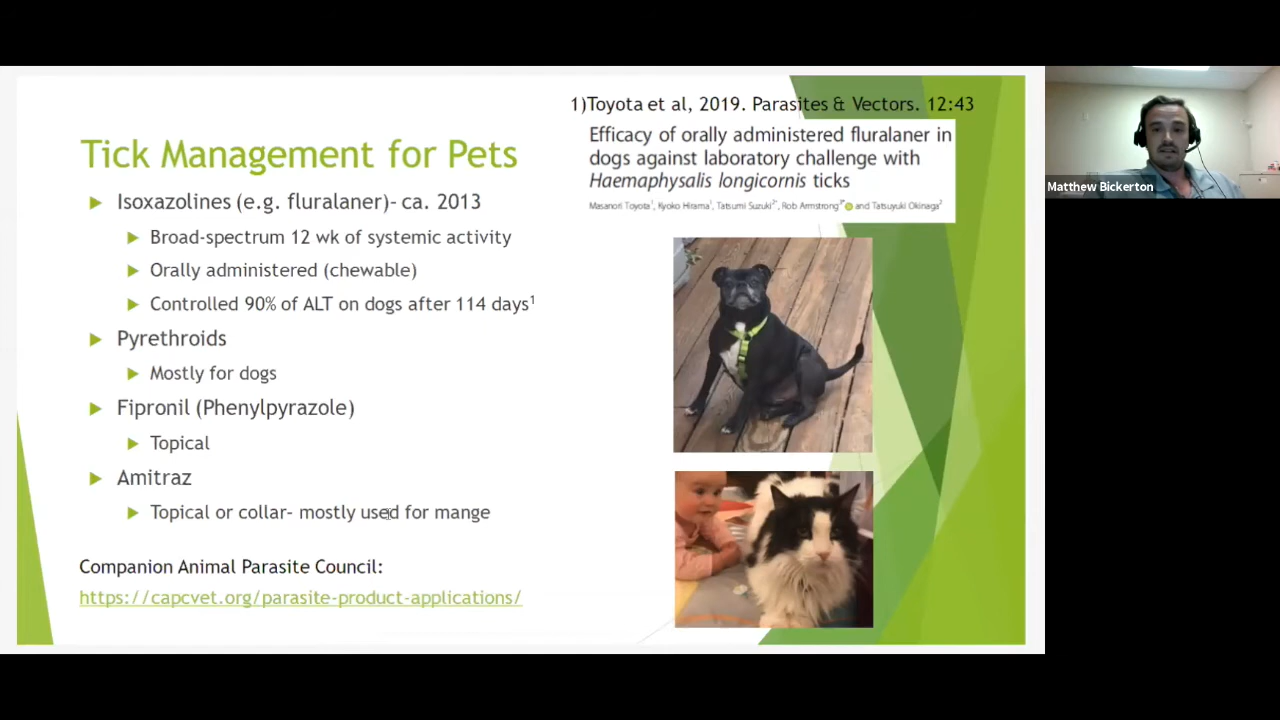 1)Toyota et al, 2019. Parasites & Vectors. 12:43
Efficacy of orally administered fluralaner in
dogs against laboratory challenge with
Haemaphysalis longicornis ticks
Masanori Toyota¹, Kyoko Hirama¹, Tatsumi Suzuki²*, Rob Armstrong³ and Tatsuyuki Okinaga²
Tick Management for Pets
Isoxazolines (e.g. fluralaner)- ca. 2013
Broad-spectrum 12 wk of systemic activity
Orally administered (chewable)
Controlled 90% of ALT on dogs after 114 days¹
Pyrethroids
Mostly for dogs
Fipronil (Phenylpyrazole)
Topical
Amitraz
Topical or collar- mostly used for mange
Companion Animal Parasite Council:
https://capcvet.org/parasite-product-applications/
Matthew Bickerton